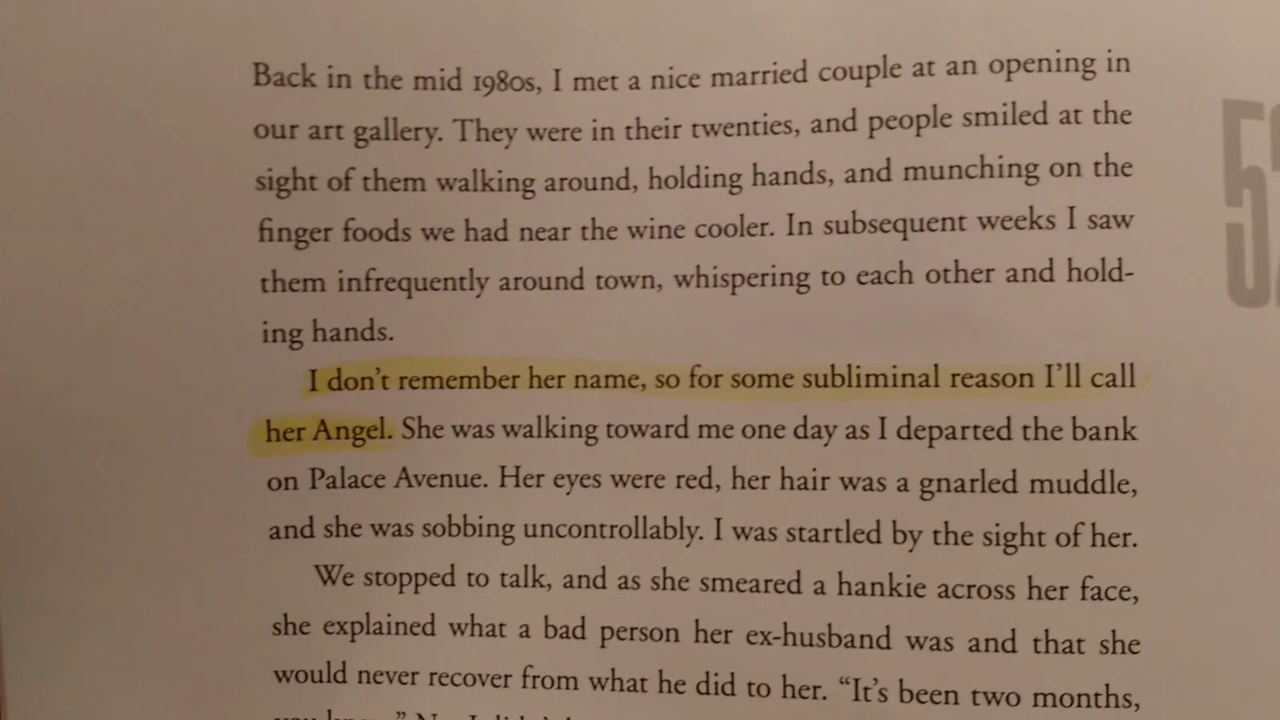 Back in the mid 1980s, I met a nice married couple at an opening in
our art gallery. They were in their twenties, and people smiled at the
sight of them walking around, holding hands, and munching on the
finger foods we had near the wine cooler. In subsequent weeks I saw
them infrequently around town, whispering to each other and hold-
ing hands.
I don't remember her name, so for some subliminal reason I'll call
her Angel. She was walking toward me one day as I departed the bank
on Palace Avenue. Her eyes were red, her hair was a gnarled muddle,
and she was sobbing uncontrollably. I was startled by the sight of her.
We stopped to talk, and as she smeared a hankie across her face,
she explained what a bad person her ex-husband was and that she
would never recover from what he did to her. “It's been two months,